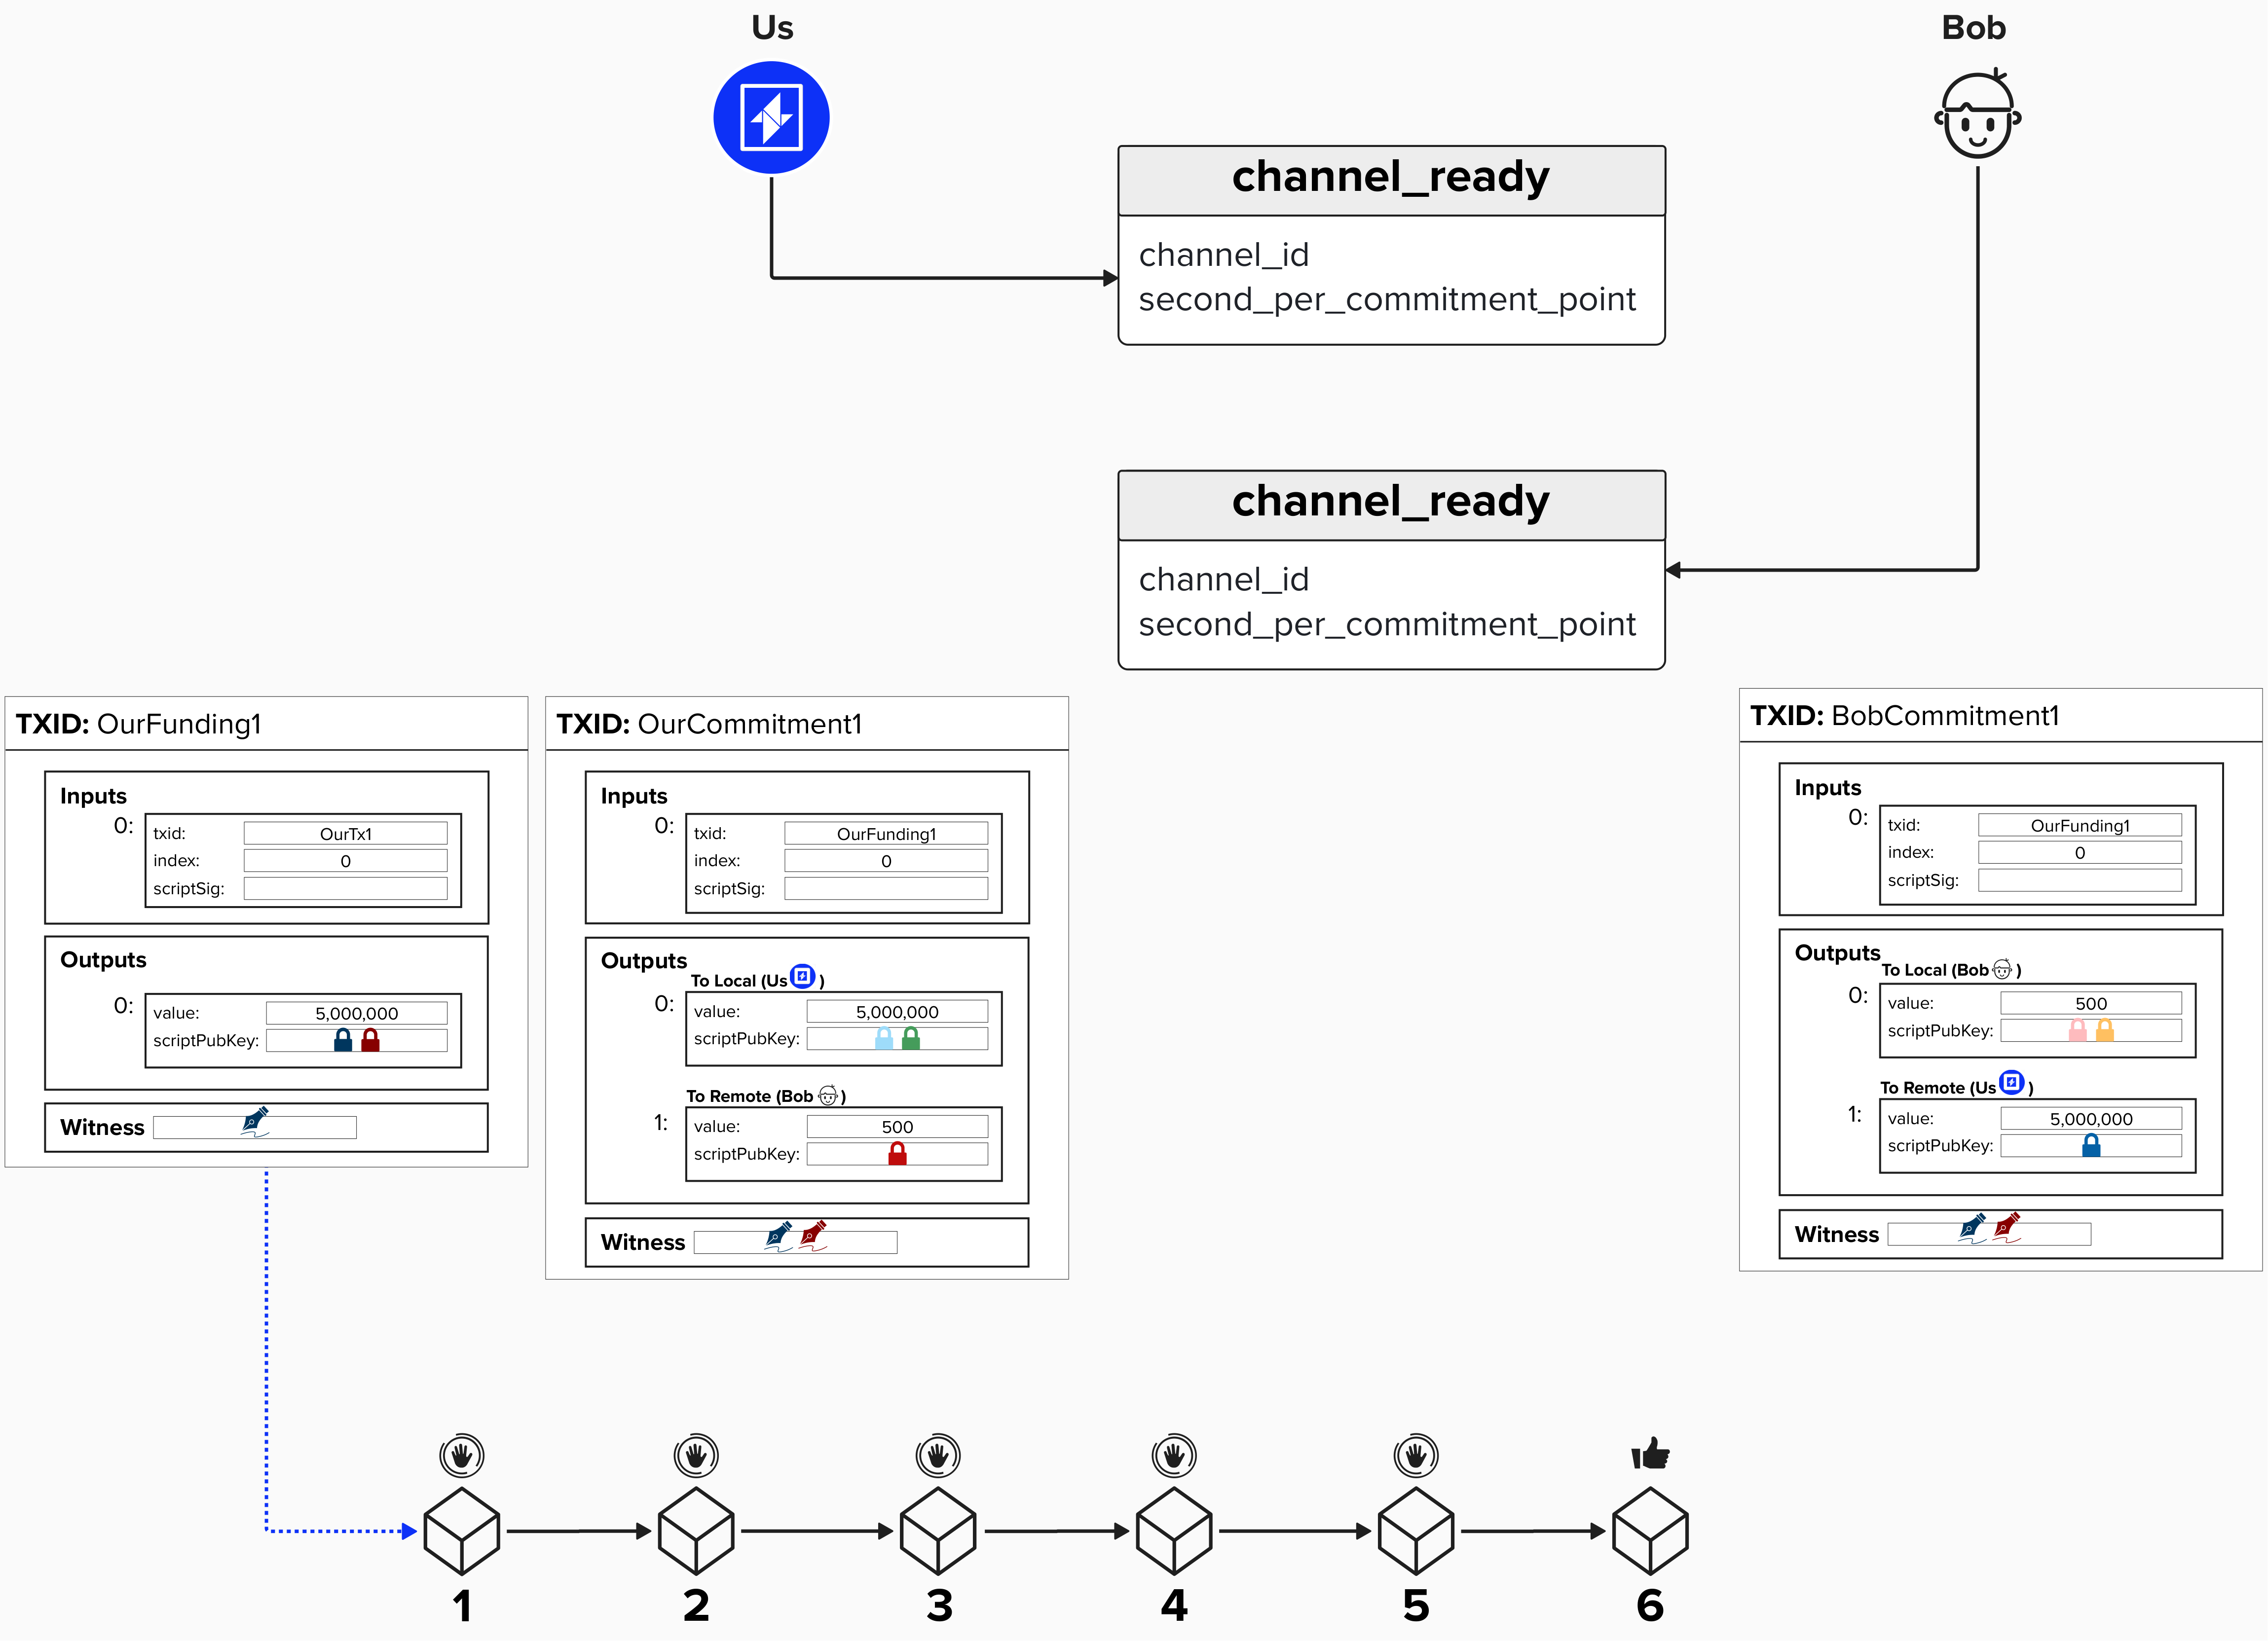 Us
Bob
channel_ready
channel_id
second_per_commitment_point
channel_ready
channel_id
second_per_commitment_point
TXID: OurFunding1
Inputs
0:
txid: OurTx1
index: 0
scriptSig:
Outputs
0:
value: 5,000,000
scriptPubKey:
Witness
TXID: OurCommitment1
Inputs
0:
txid: OurFunding1
index: 0
scriptSig:
Outputs
To Local (Us )
0:
value: 5,000,000
scriptPubKey:
To Remote (Bob )
1:
value: 500
scriptPubKey:
Witness
TXID: BobCommitment1
Inputs
0:
txid: OurFunding1
index: 0
scriptSig:
Outputs
To Local (Bob )
0:
value: 500
scriptPubKey:
To Remote (Us )
1:
value: 5,000,000
scriptPubKey:
Witness
1 2 3 4 5 6